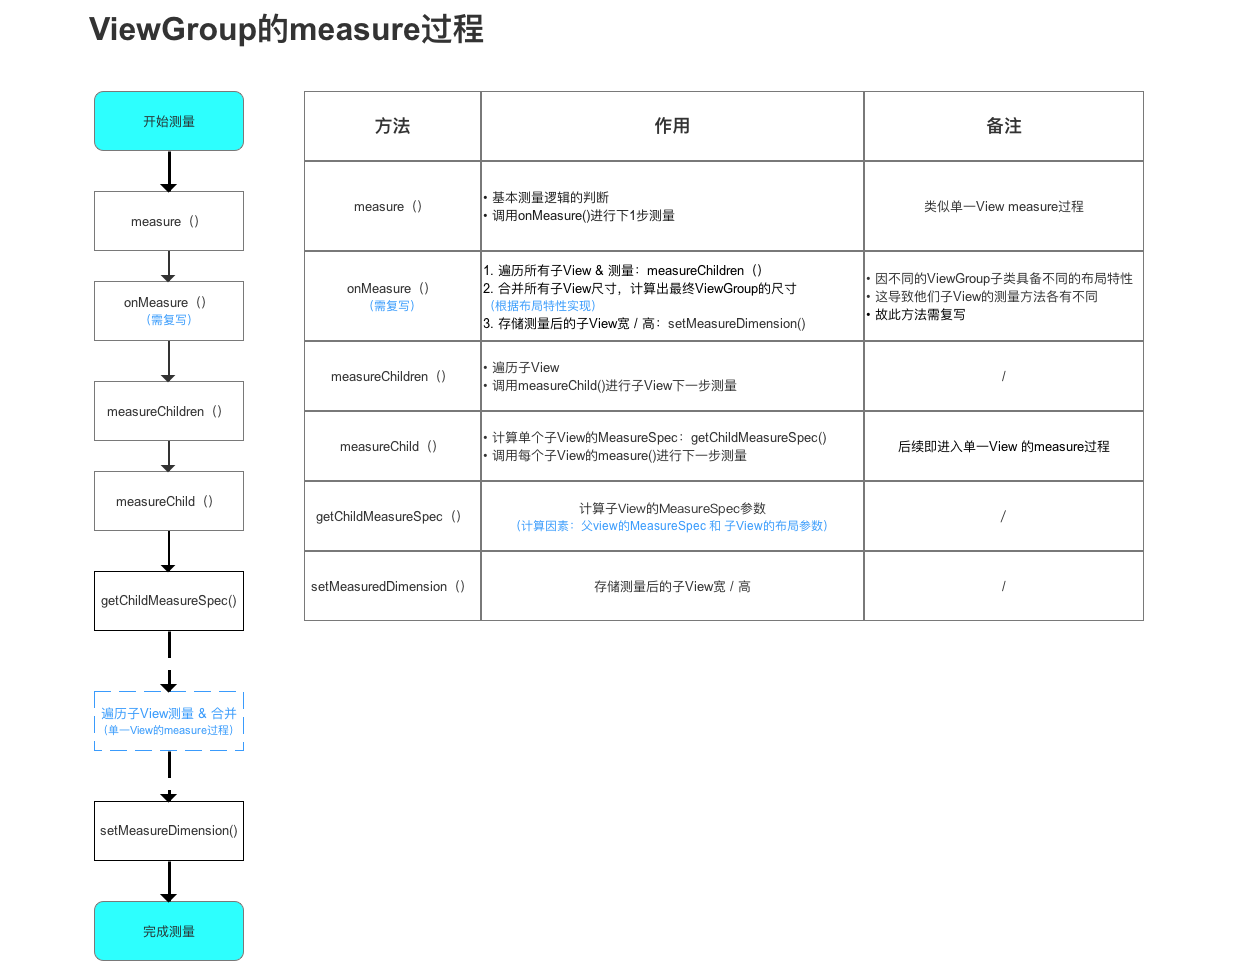 ViewGroup的measure过程
开始测量
measure（）
onMeasure（）
（需复写）
measureChildren（）
measureChild（）
getChildMeasureSpec()
遍历子View测量 & 合并
（单一View的measure过程）
setMeasureDimension()
完成测量
方法
作用
备注
measure（）
• 基本测量逻辑的判断
• 调用onMeasure()进行下1步测量
类似单一View measure过程
onMeasure（）
（需复写）
1. 遍历所有子View & 测量：measureChildren（）
2. 合并所有子View尺寸，计算出最终ViewGroup的尺寸
（根据布局特性实现）
3. 存储测量后的子View宽 / 高：setMeasureDimension()
• 因不同的ViewGroup子类具备不同的布局特性
• 这导致他们子View的测量方法各有不同
• 故此方法需复写
measureChildren（）
• 遍历子View
• 调用measureChild()进行子View下一步测量
/
measureChild（）
• 计算单个子View的MeasureSpec：getChildMeasureSpec()
• 调用每个子View的measure()进行下一步测量
后续即进入单一View 的measure过程
getChildMeasureSpec（）
计算子View的MeasureSpec参数
（计算因素：父view的MeasureSpec 和 子View的布局参数）
/
setMeasuredDimension（）
存储测量后的子View宽 / 高
/